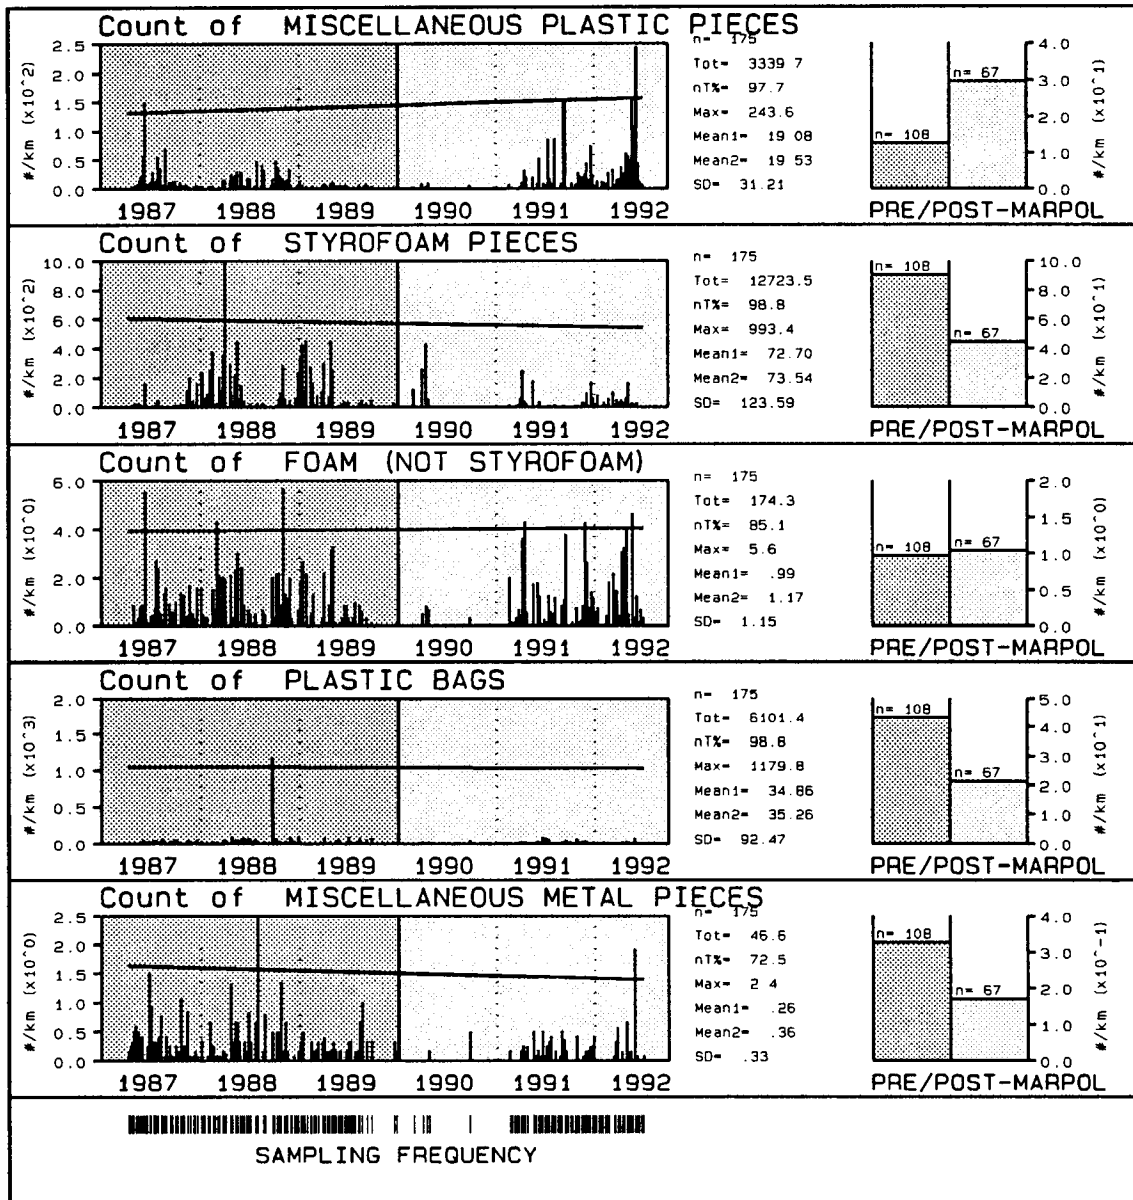 Count of MISCELLANEOUS PLASTIC PIECES
#/km (x10^2)
2.5
2.0
1.5
1.0
0.5
0.0
1987 1988 1989 1990 1991 1992
n= 175
Tot= 3339 7
nT%= 97.7
Max= 243.6
Mean1= 19 08
Mean2= 19 53
SD= 31.21
n= 108
n= 67
4.0
3.0
2.0
1.0
0.0
#/km (x10^1)
PRE/POST-MARPOL
Count of STYROFOAM PIECES
#/km (x10^2)
10.0
8.0
6.0
4.0
2.0
0.0
1987 1988 1989 1990 1991 1992
n= 175
Tot= 12723.5
nT%= 98.8
Max= 993.4
Mean1= 72.70
Mean2= 73.54
SD= 123.59
n= 108
n= 67
10.0
8.0
6.0
4.0
2.0
0.0
#/km (x10^1)
PRE/POST-MARPOL
Count of FOAM (NOT STYROFOAM)
#/km (x10^0)
6.0
4.0
2.0
0.0
1987 1988 1989 1990 1991 1992
n= 175
Tot= 174.3
nT%= 85.1
Max= 5.6
Mean1= .99
Mean2= 1.17
SD= 1.15
n= 108
n= 67
2.0
1.5
1.0
0.5
0.0
#/km (x10^0)
PRE/POST-MARPOL
Count of PLASTIC BAGS
#/km (x10^3)
2.0
1.5
1.0
0.5
0.0
1987 1988 1989 1990 1991 1992
n= 175
Tot= 6101.4
nT%= 98.8
Max= 1179.8
Mean1= 34.86
Mean2= 35.26
SD= 92.47
n= 108
n= 67
5.0
4.0
3.0
2.0
1.0
0.0
#/km (x10^1)
PRE/POST-MARPOL
Count of MISCELLANEOUS METAL PIECES
#/km (x10^0)
2.5
2.0
1.5
1.0
0.5
0.0
1987 1988 1989 1990 1991 1992
n= 175
Tot= 46.6
nT%= 72.5
Max= 2 4
Mean1= .26
Mean2= .36
SD= .33
n= 108
n= 67
4.0
3.0
2.0
1.0
0.0
#/km (x10^-1)
PRE/POST-MARPOL
SAMPLING FREQUENCY